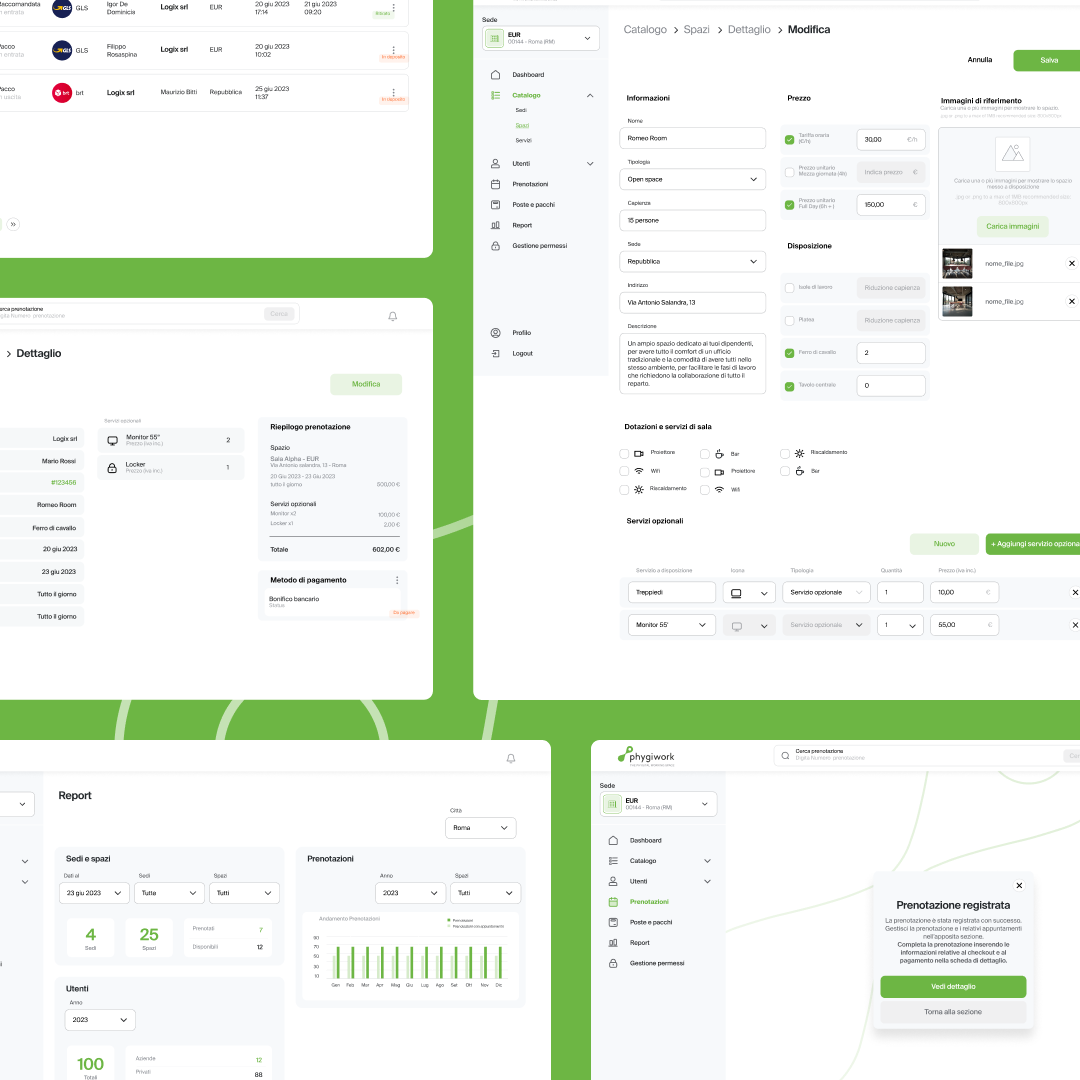 Raccomandata
in entrata
GLS
GLS
Igor De
Dominicis
Logix srl
EUR
20 giu 2023
17:14
21 giu 2023
09:20
Entrata
Pacco
in entrata
GLS
GLS
Filippo
Rosaspina
Logix srl
EUR
20 giu 2023
10:02
In deposito
Pacco
in uscita
brt
brt
Logix srl
Maurizio Bitti
Repubblica
25 giu 2023
11:37
In deposito
»
Cerca prenotazione
Digita Numero prenotazione
Cerca
> Dettaglio
Modifica
Logix srl
Mario Rossi
#123456
Romeo Room
Ferro di cavallo
20 giu 2023
23 giu 2023
Tutto il giorno
Tutto il giorno
Servizi opzionali
Monitor 55"
Prezzo (iva inc.)
2
Locker
Prezzo (iva inc.)
1
Riepilogo prenotazione
Spazio
Sala Alpha - EUR
Via Antonio salandra, 13 - Roma
20 Giu 2023 - 23 Giu 2023
tutto il giorno
500,00 €
Servizi opzionali
Monitor x2
100,00 €
Locker x1
2,00 €
Totale
602,00 €
Metodo di pagamento
Bonifico bancario
Status
Da pagare
Sede
EUR
00144 - Roma (RM)
Dashboard
Catalogo
Sedi
Spazi
Servizi
Utenti
Prenotazioni
Poste e pacchi
Report
Gestione permessi
Profilo
Logout
Catalogo > Spazi > Dettaglio > Modifica
Annulla
Salva
Informazioni
Nome
Romeo Room
Tipologia
Open space
Capienza
15 persone
Sede
Repubblica
Indirizzo
Via Antonio Salandra, 13
Descrizione
Un ampio spazio dedicato ai tuoi dipendenti,
per avere tutto il comfort di un ufficio
tradizionale e la comodità di avere tutti nello
stesso ambiente, per facilitare le fasi di lavoro
che richiedono la collaborazione di tutto il
reparto.
Prezzo
Tariffa oraria
(€/h)
30,00
€/h
Prezzo unitario
Mezza giornata (4h)
Indica prezzo
€
Prezzo unitario
Full Day (8h + )
150,00
€
Disposizione
Isole di lavoro
Riduzione capienza
Platea
Riduzione capienza
Ferro di cavallo
2
Tavolo centrale
0
Immagini di riferimento
Carica una o più immagini per mostrare lo spazio.
Carica una o più immagini per mostrare lo spazio
messo a disposizione
Carica immagini
nome_file.jpg
nome_file.jpg
Dotazioni e servizi di sala
Proiettore
Bar
Riscaldamento
Wifi
Proiettore
Bar
Riscaldamento
Wifi
Servizi opzionali
Nuovo
+ Aggiungi servizio opziona
Servizio a disposizione
Icona
Tipologia
Quantità
Prezzo (iva inc.)
Treppiedi
Servizio opzionale
1
10,00
€
Monitor 55'
Servizio opzionale
1
55,00
€
Report
Città
Roma
Sedi e spazi
Dati al
Sedi
Spazi
23 giu 2023
Tutte
Tutti
4
Sedi
25
Spazi
Prenotati
7
Disponibili
12
Utenti
Anno
2023
100
Totali
Aziende
12
Privati
88
Prenotazioni
Anno
Spazi
2023
Tutti
Andamento Prenotazioni
Prenotazioni
Prenotazioni con appuntamento
90
70
50
30
10
Gen Feb Mar Apr Mag Giu Lug Ago Set Ott Nov Dic
phygiwork
Cerca prenotazione
Digita Numero prenotazione
Sede
EUR
00144 - Roma (RM)
Dashboard
Catalogo
Utenti
Prenotazioni
Poste e pacchi
Report
Gestione permessi
Prenotazione registrata
La prenotazione è stata registrata con successo.
Gestisci la prenotazione e i relativi appuntamenti
nell'apposita sezione.
Completa la prenotazione inserendo le
informazioni relative al checkout e al
pagamento nella scheda di dettaglio.
Vedi dettaglio
Torna alla sezione